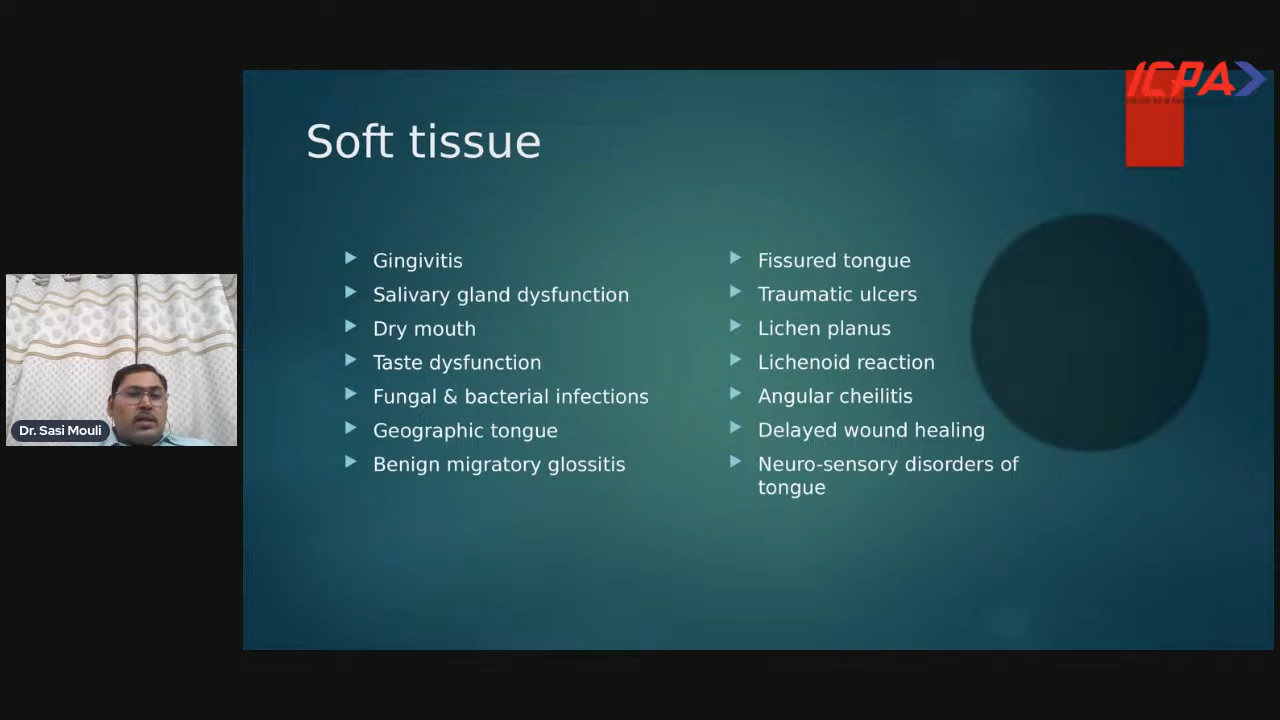 ICPA
Soft tissue
Gingivitis
Salivary gland dysfunction
Dry mouth
Taste dysfunction
Fungal & bacterial infections
Geographic tongue
Benign migratory glossitis
Fissured tongue
Traumatic ulcers
Lichen planus
Lichenoid reaction
Angular cheilitis
Delayed wound healing
Neuro-sensory disorders of
tongue
Dr. Sasi Mouli